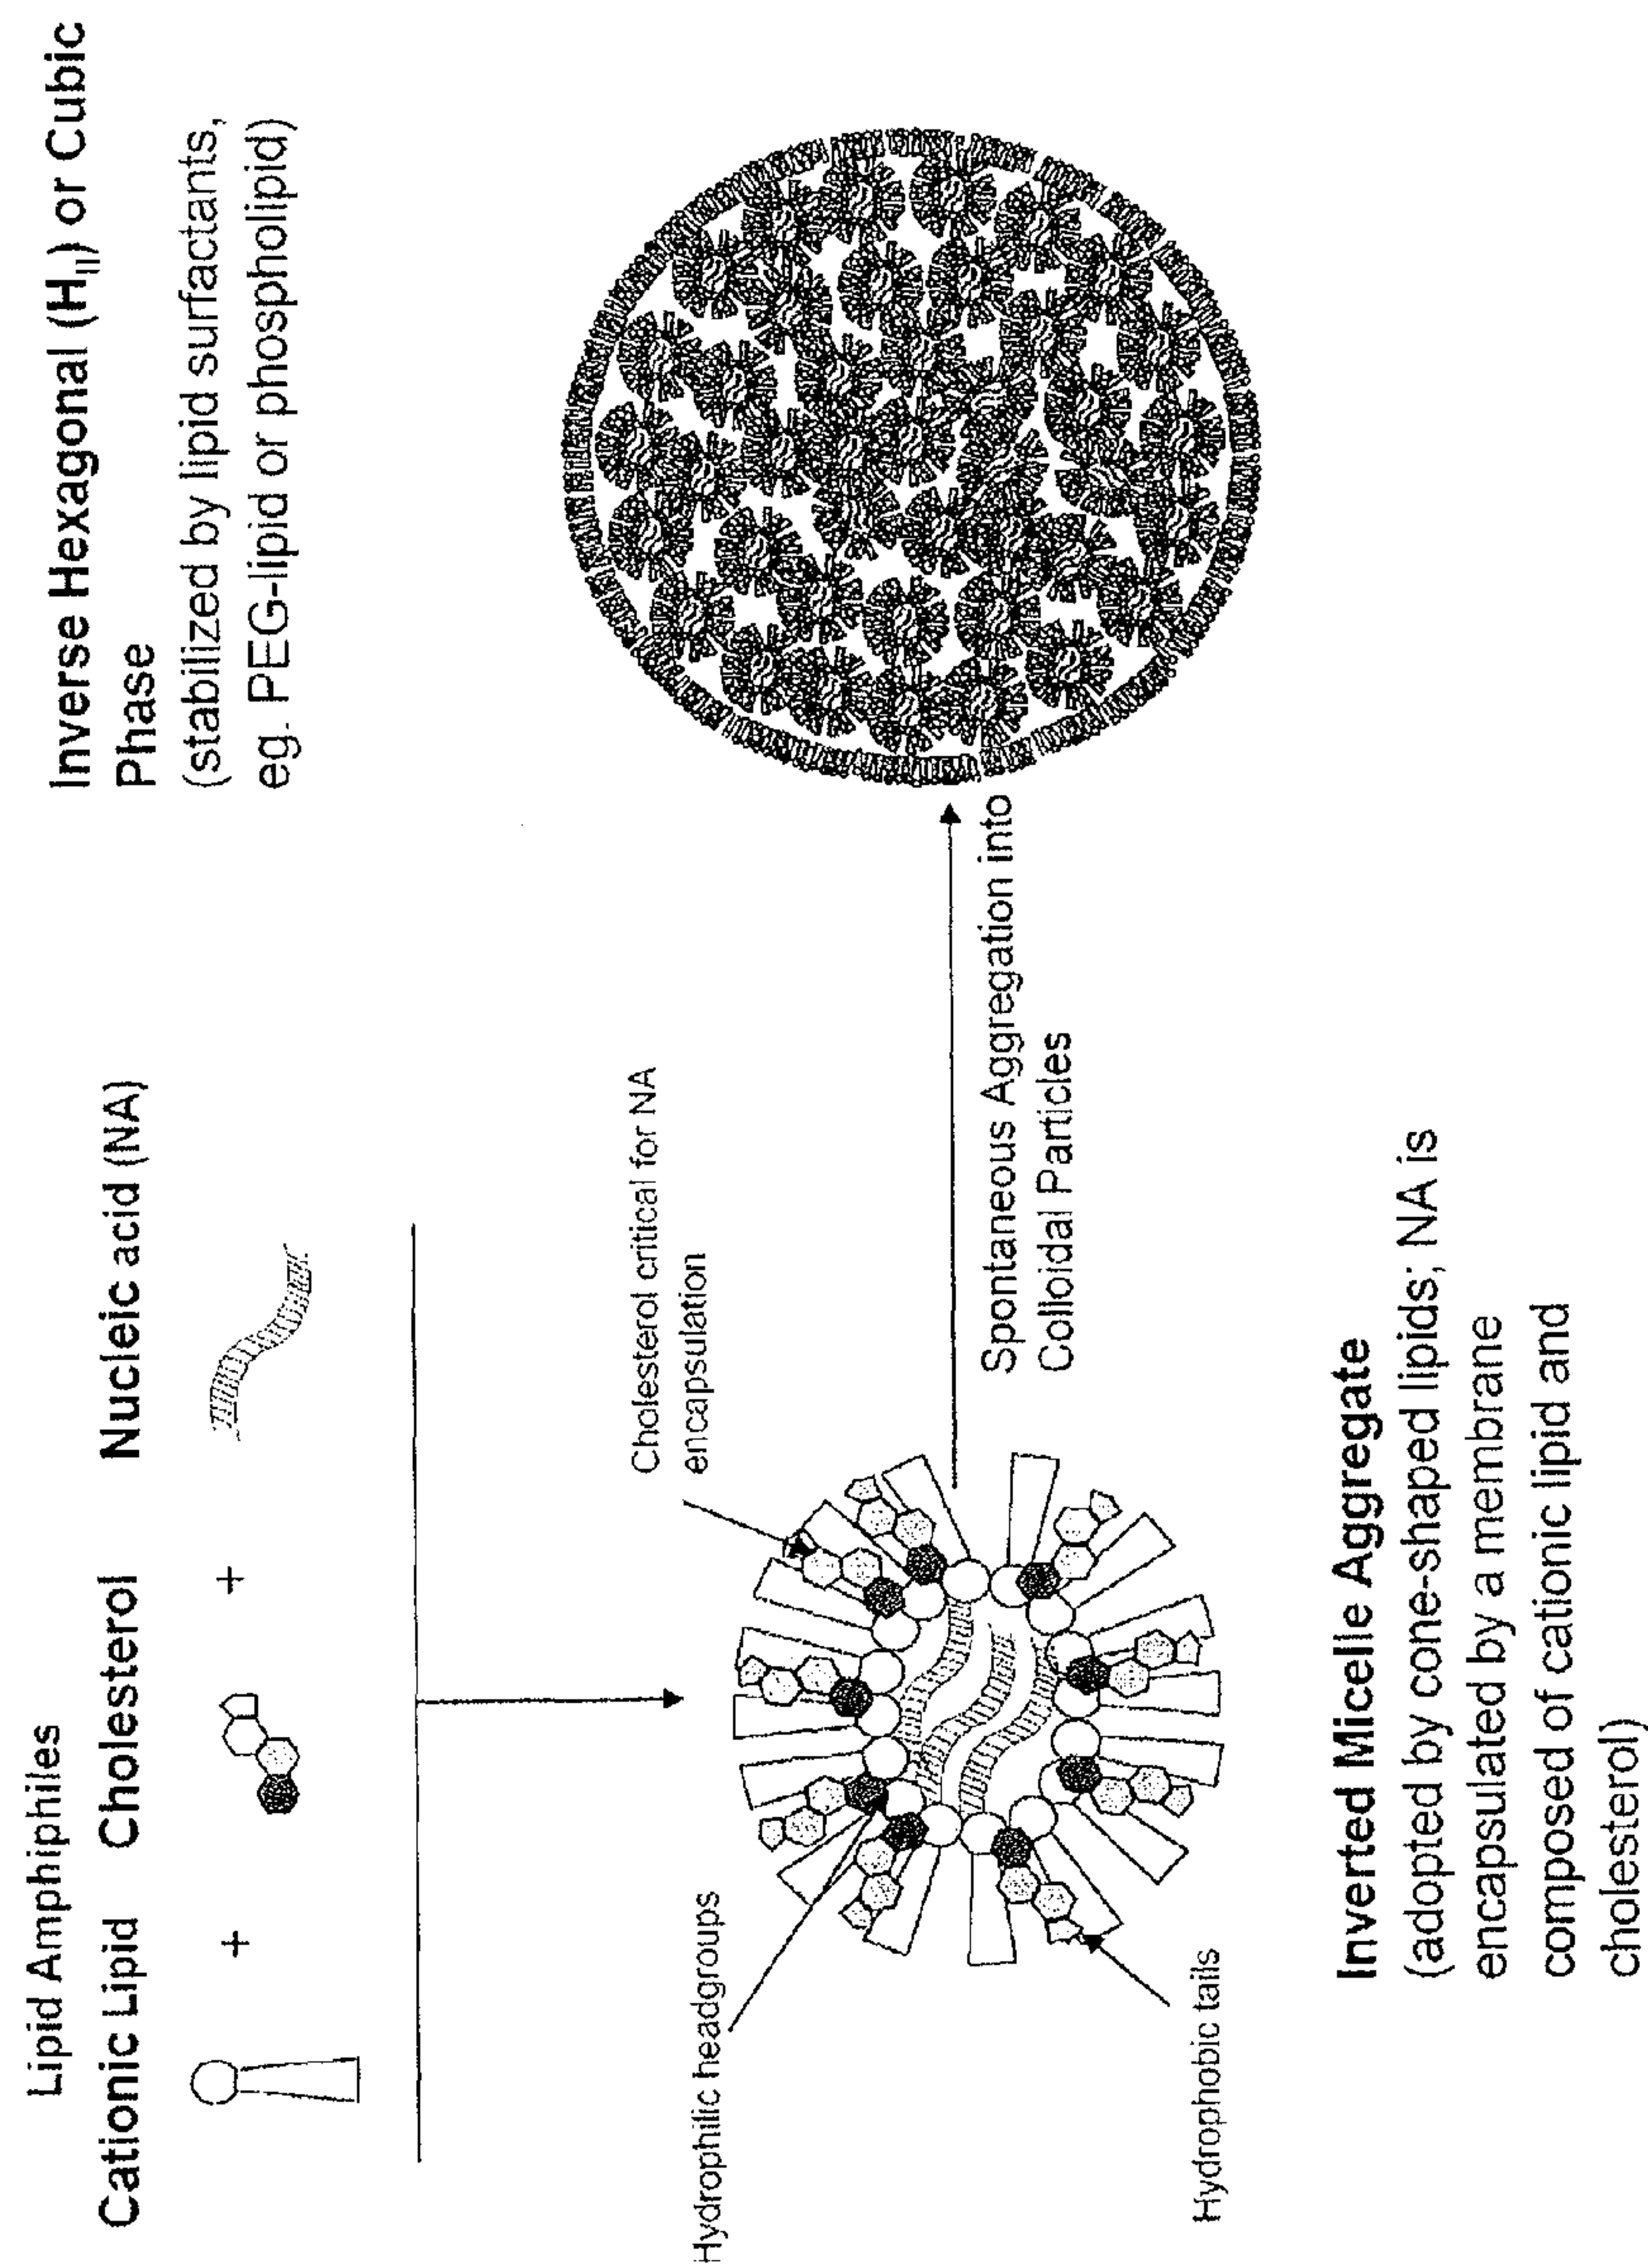 Lipid Amphiphiles
Cationic Lipid Cholesterol Nucleic acid (NA)
+ +
Cholesterol critical for NA
encapsulation
Hydrophilic headgroups
Hydrophobic tails
Spontaneous Aggregation into
Colloidal Particles
Inverse Hexagonal (H_II) or Cubic
Phase
(stabilized by lipid surfactants,
eg. PEG-lipid or phospholipid)
Inverted Micelle Aggregate
(adopted by cone-shaped lipids; NA is
encapsulated by a membrane
composed of cationic lipid and
cholesterol)